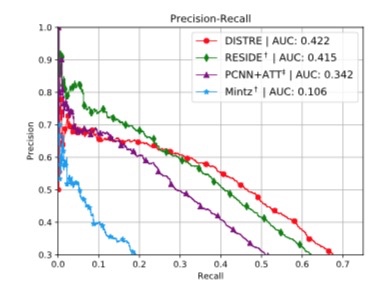 Precision-Recall
1.0
0.9
0.8
0.7
0.6
0.5
0.4
0.3
Precision
DISTRE | AUC: 0.422
RESIDE† | AUC: 0.415
PCNN+ATT‡ | AUC: 0.342
Mintz† | AUC: 0.106
0.0 0.1 0.2 0.3 0.4 0.5 0.6 0.7
Recall